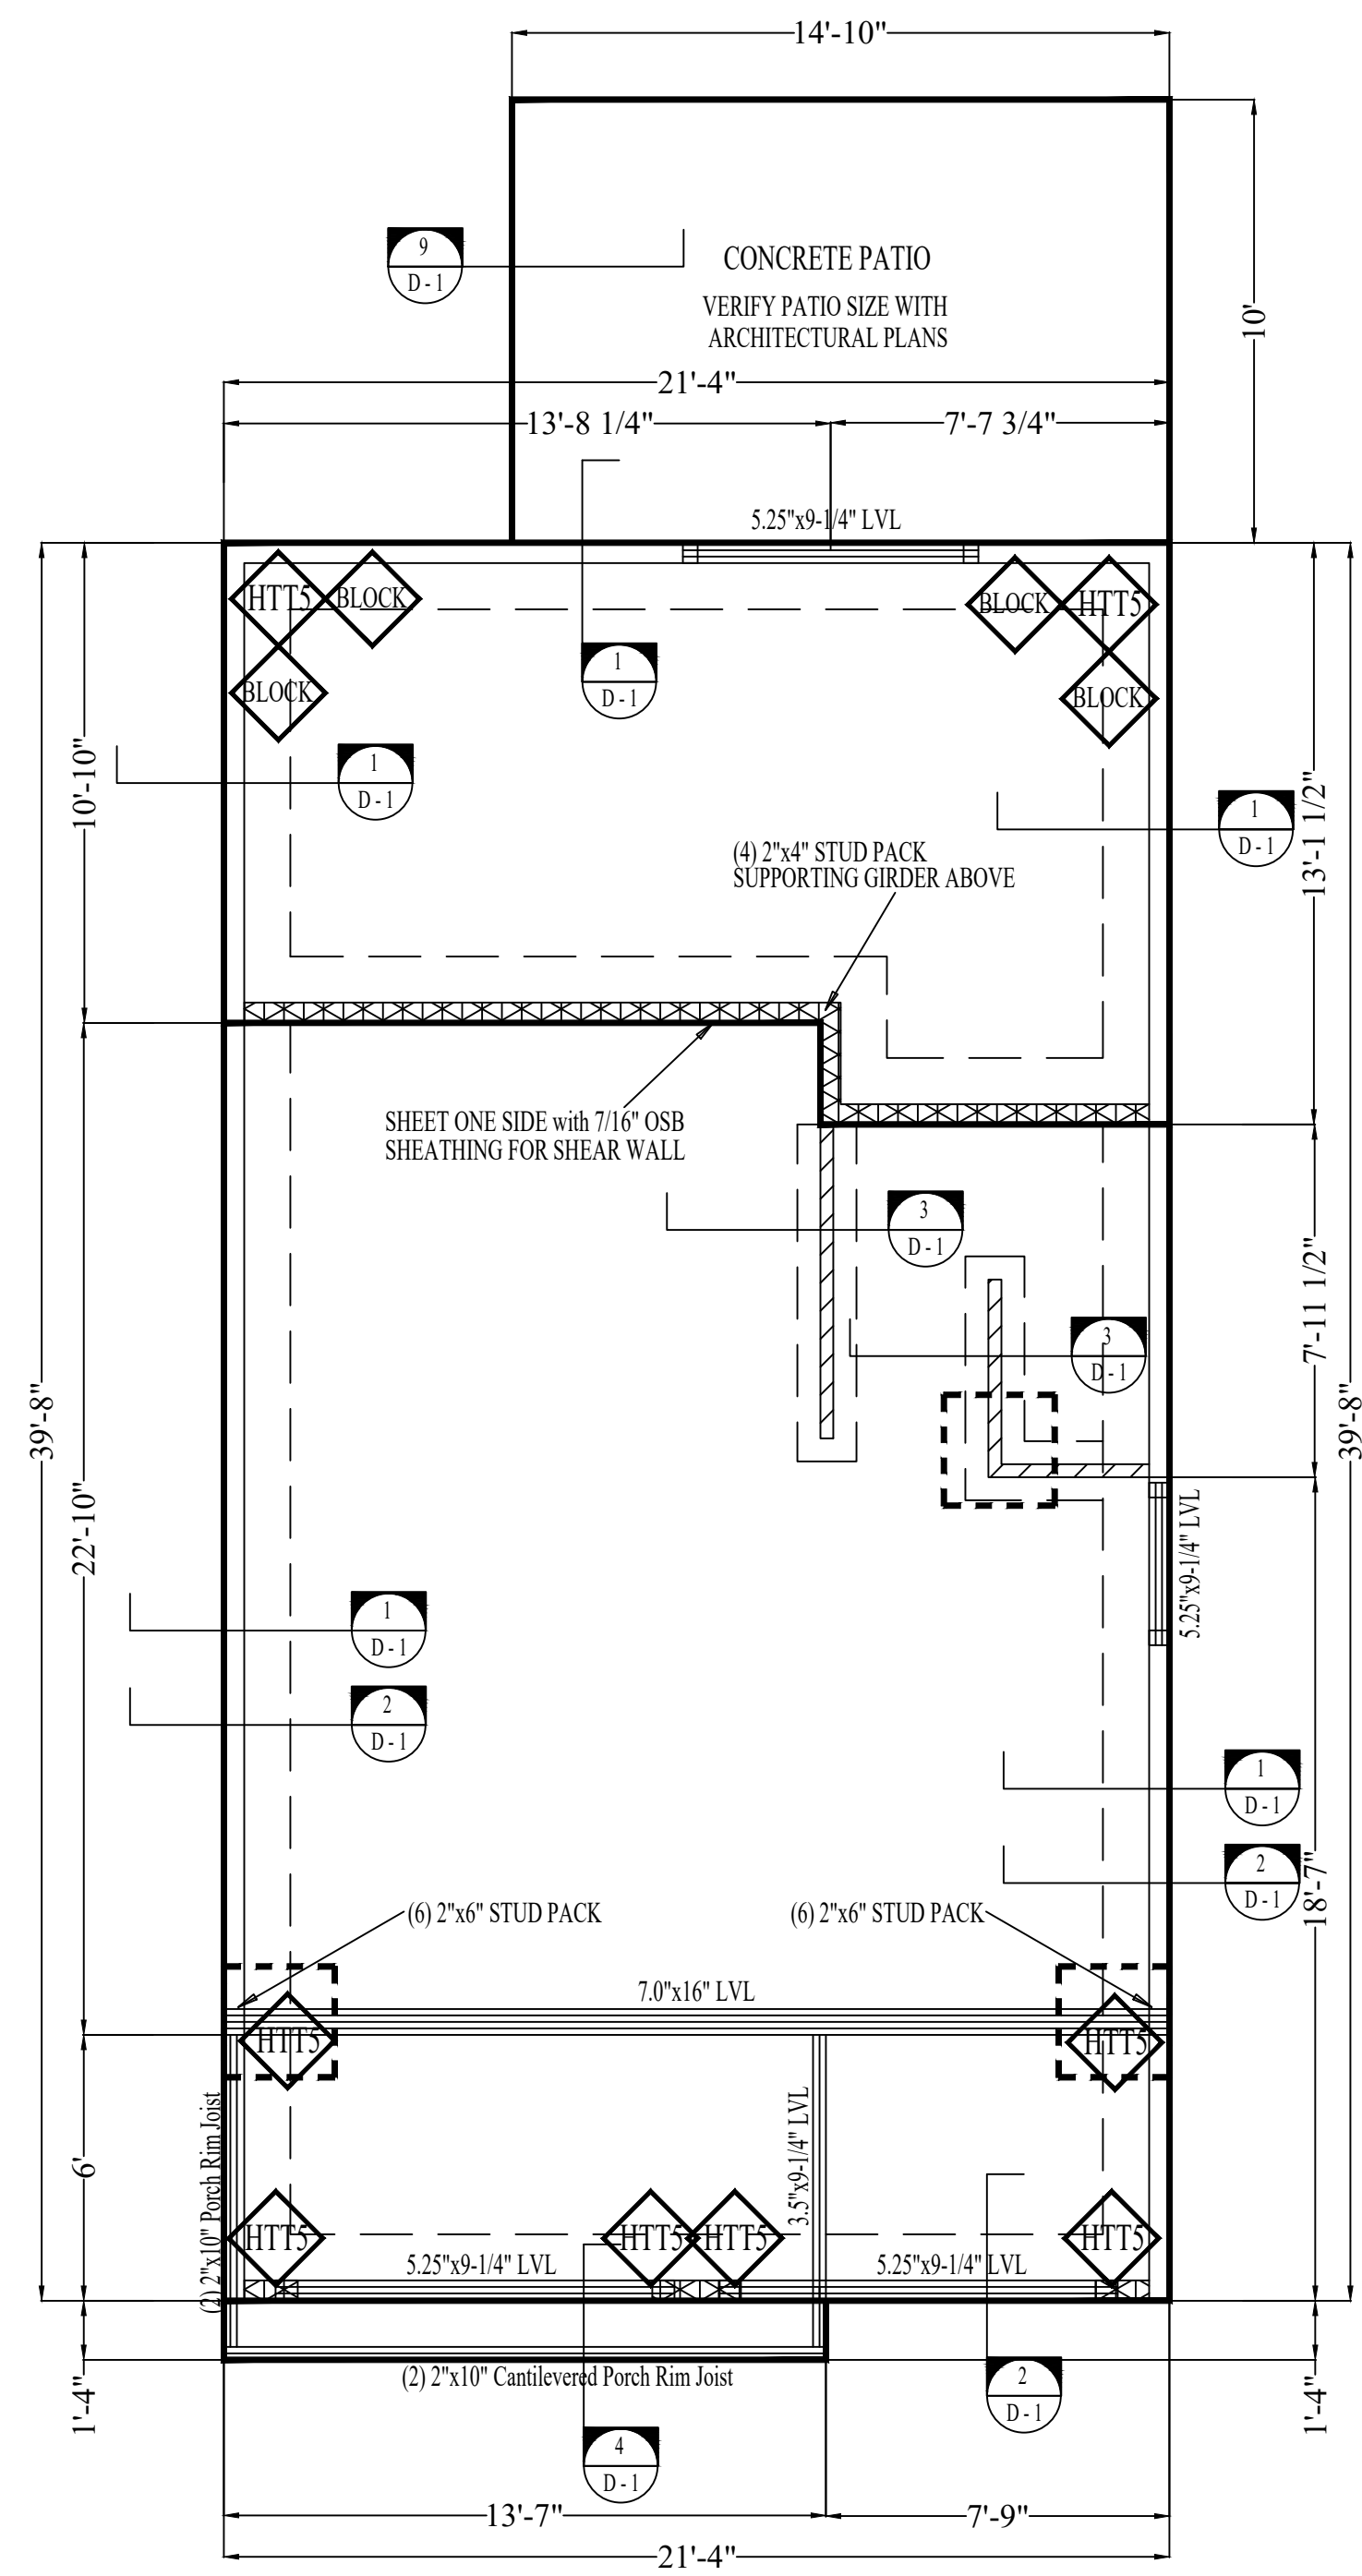 14'-10"
9
D - 1
CONCRETE PATIO
VERIFY PATIO SIZE WITH
ARCHITECTURAL PLANS
10'
21'-4"
13'-8 1/4"
7'-7 3/4"
5.25"x9-1/4" LVL
HTT5
BLOCK
BLOCK
HTT5
BLOCK
BLOCK
1
D - 1
10'-10"
1
D - 1
1
D - 1
13'-1 1/2"
(4) 2"x4" STUD PACK
SUPPORTING GIRDER ABOVE
SHEET ONE SIDE with 7/16" OSB
SHEATHING FOR SHEAR WALL
3
D - 1
3
D - 1
7'-11 1/2"
39'-8"
39'-8"
22'-10"
5.25"x9-1/4" LVL
1
D - 1
2
D - 1
1
D - 1
2
D - 1
18'-7"
(6) 2"x6" STUD PACK
(6) 2"x6" STUD PACK
7.0"x16" LVL
HTT5
HTT5
6'
(2) 2"x10" Porch Rim Joist
3.5"x9-1/4" LVL
HTT5
HTT5
HTT5
HTT5
5.25"x9-1/4" LVL
5.25"x9-1/4" LVL
1'-4"
(2) 2"x10" Cantilevered Porch Rim Joist
2
D - 1
1'-4"
4
D - 1
13'-7"
7'-9"
21'-4"